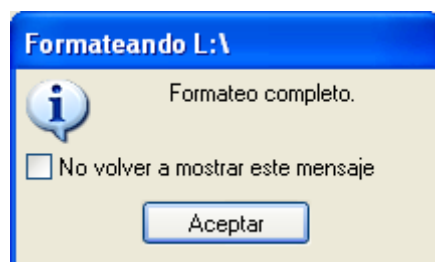 Formateando L:\
Formateo completo.
No volver a mostrar este mensaje
Aceptar